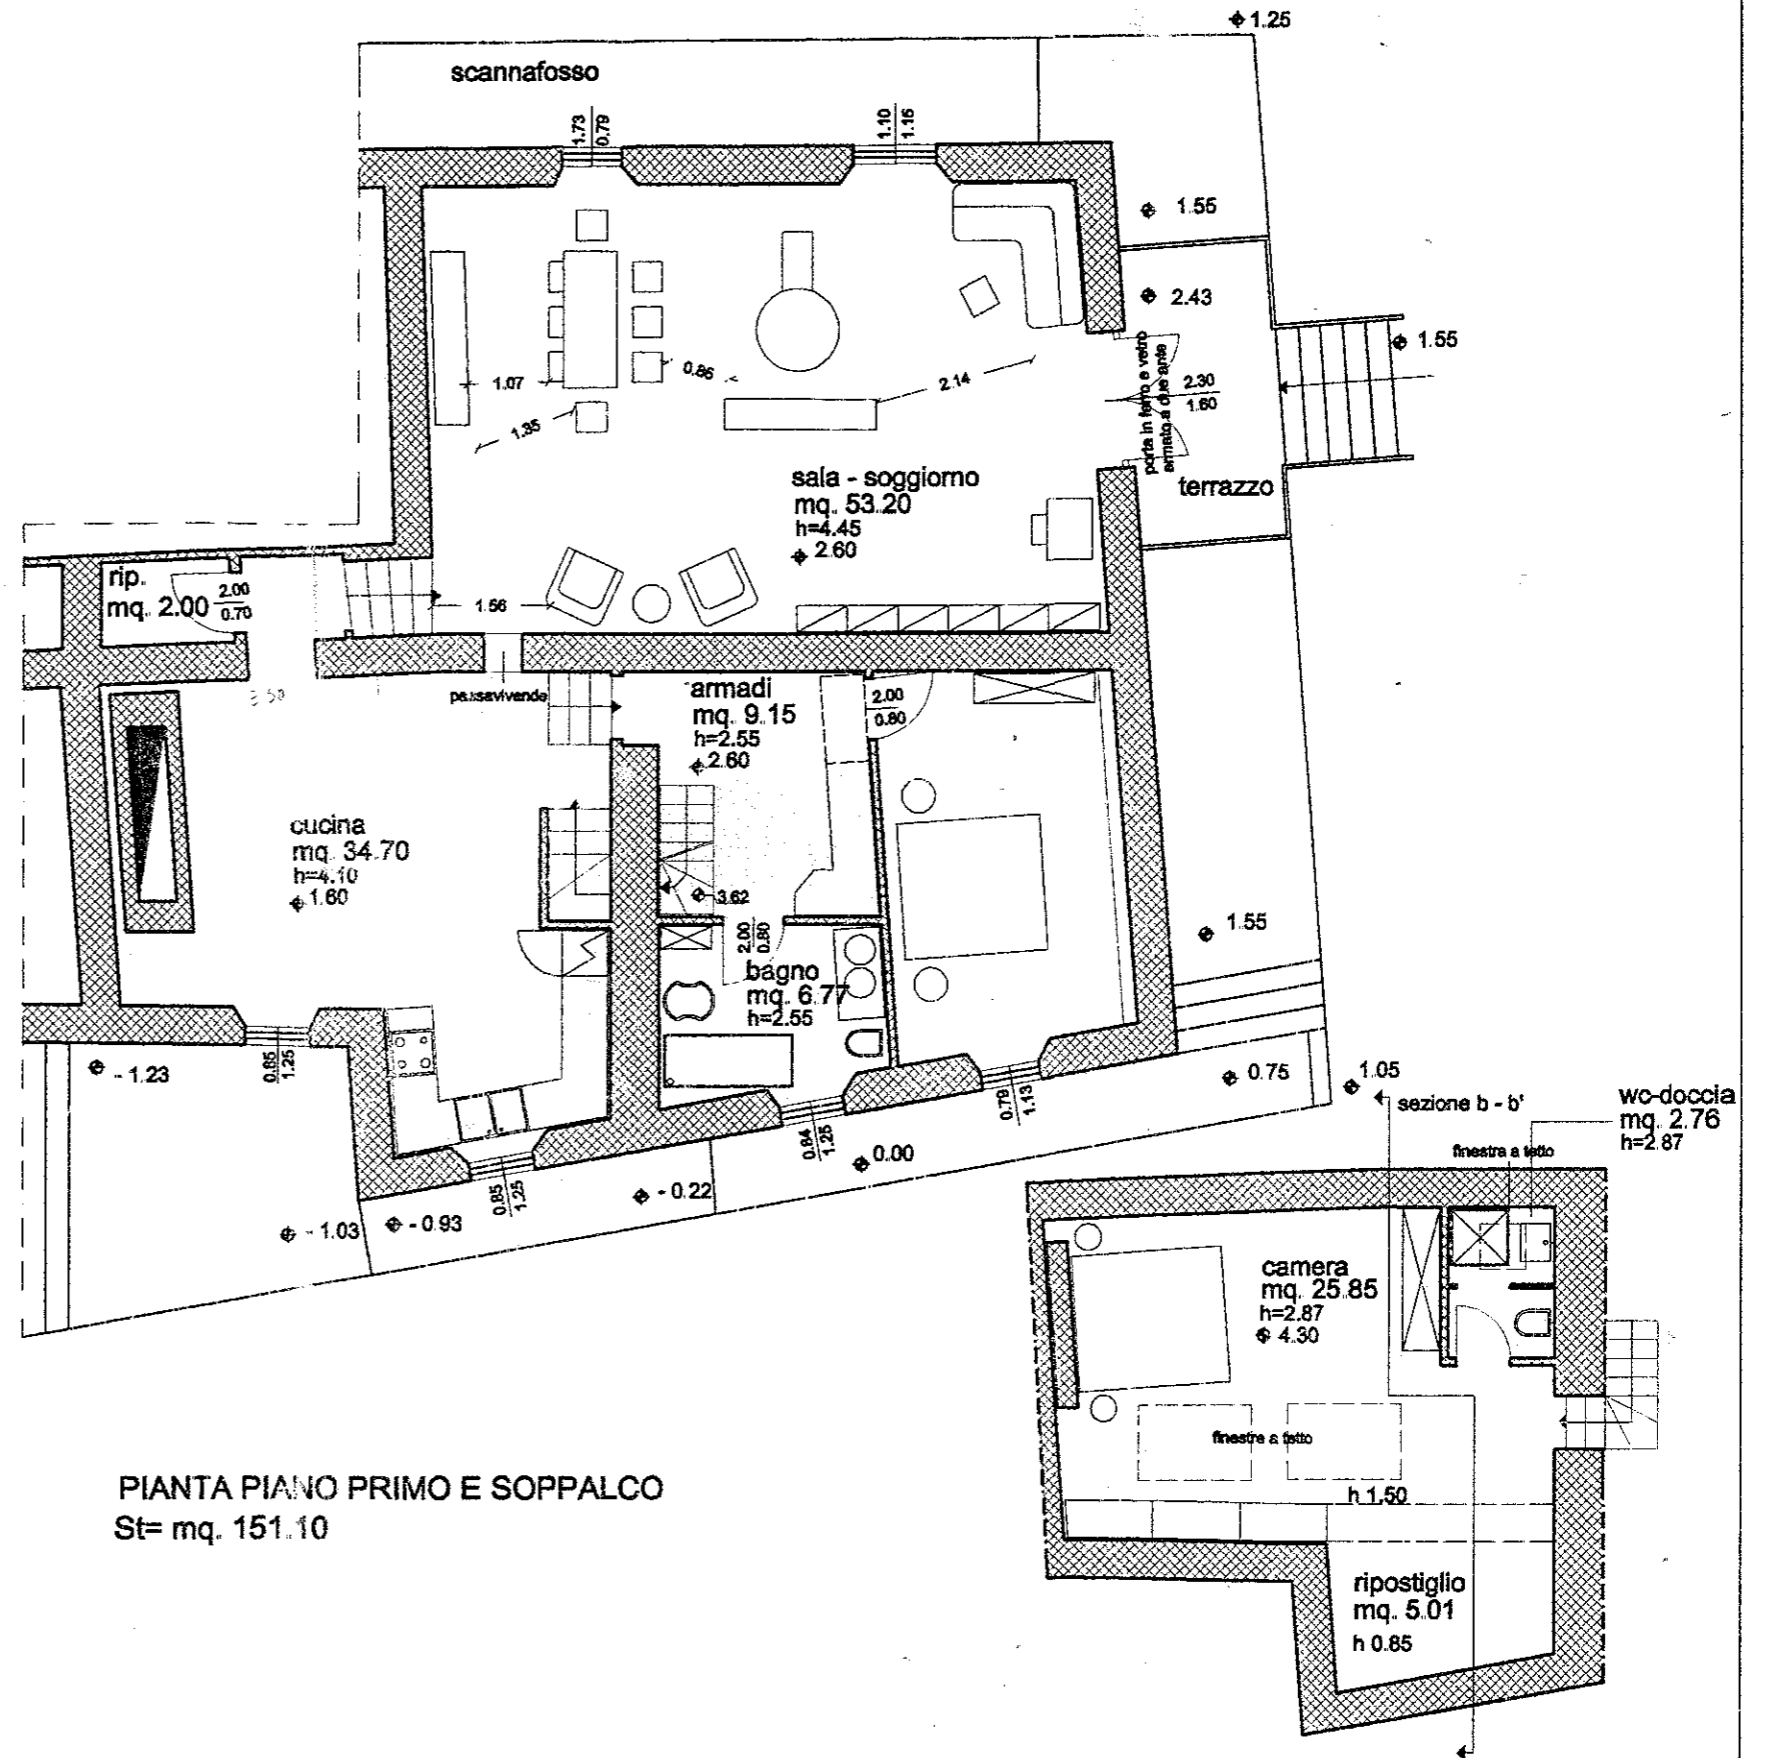 1.25
scannafosso
1.73
0.79
1.10
1.15
1.55
2.43
1.55
porta in ferro e vetro
armato a due ante
2.30
1.60
1.07
0.86
2.14
1.35
sala - soggiorno
mq. 53.20
h=4.45
2.60
terrazzo
rip.
mq. 2.00
2.00
0.70
1.56
passavivande
armadi
mq. 9.15
h=2.55
2.60
2.00
0.80
cucina
mq. 34.70
h=4.10
1.60
3.62
2.00
0.80
bagno
mq. 6.77
h=2.55
1.55
- 1.23
0.85
1.25
0.79
1.13
0.75
1.05
sezione b - b'
wc-doccia
mq. 2.76
h=2.87
finestra a tetto
0.84
1.25
0.00
0.85
1.25
- 0.22
- 1.03
- 0.93
camera
mq. 25.85
h=2.87
4.30
finestre a tetto
h 1.50
PIANTA PIANO PRIMO E SOPPALCO
St= mq. 151.10
ripostiglio
mq. 5.01
h 0.85